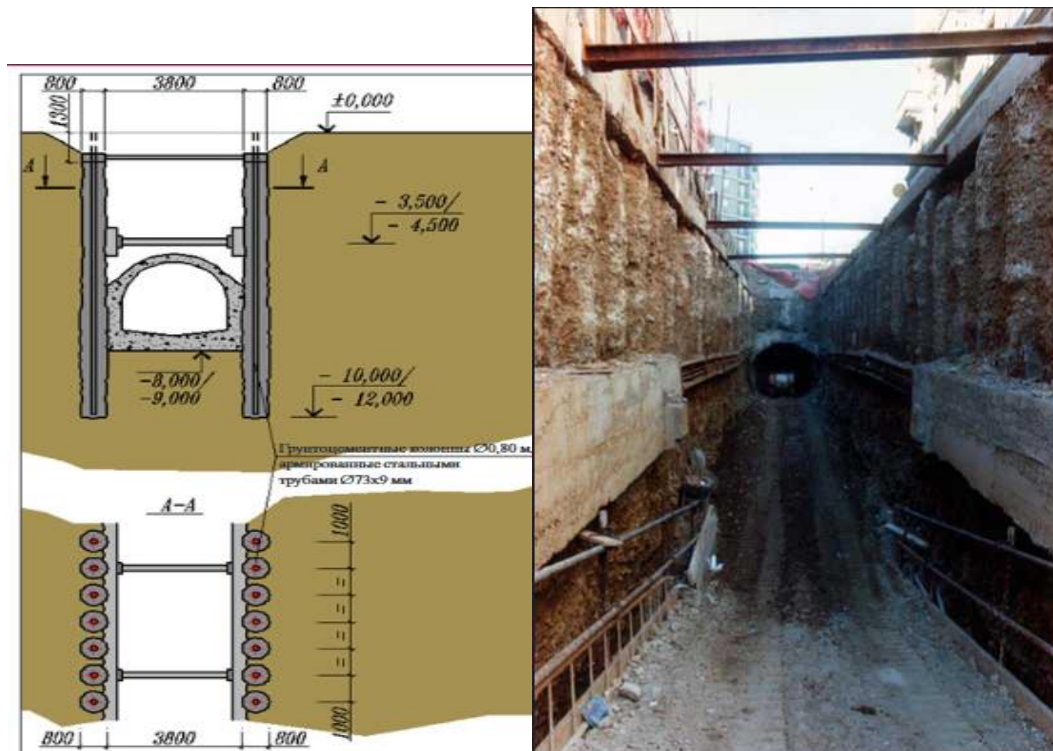 800 3800 800
1300
±0,000
A A
- 3,500/
- 4,500
-8,000/
-9,000
- 10,000/
- 12,000
Грунтоцементные колонны Ø0,80 м,
армированные стальными
трубами Ø73х9 мм
A-A
1000
=
=
=
=
1000
800 3800 800